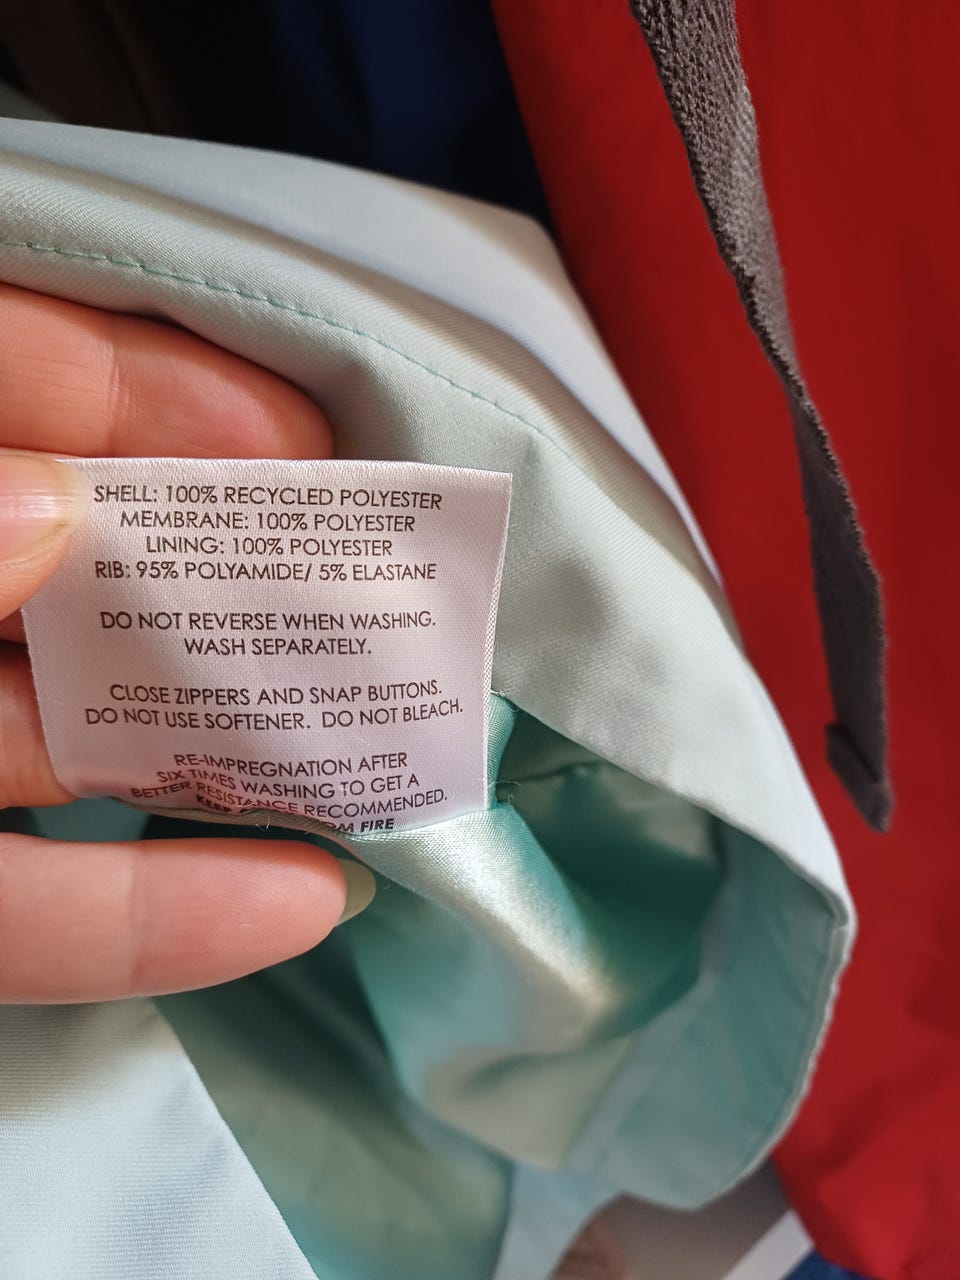 SHELL: 100% RECYCLED POLYESTER
MEMBRANE: 100% POLYESTER
LINING: 100% POLYESTER
RIB: 95% POLYAMIDE/ 5% ELASTANE
DO NOT REVERSE WHEN WASHING.
WASH SEPARATELY.
CLOSE ZIPPERS AND SNAP BUTTONS.
DO NOT USE SOFTENER. DO NOT BLEACH.
RE-IMPREGNATION AFTER
SIX TIMES WASHING TO GET A
BETTER RESISTANCE RECOMMENDED.
KEEP FIRE